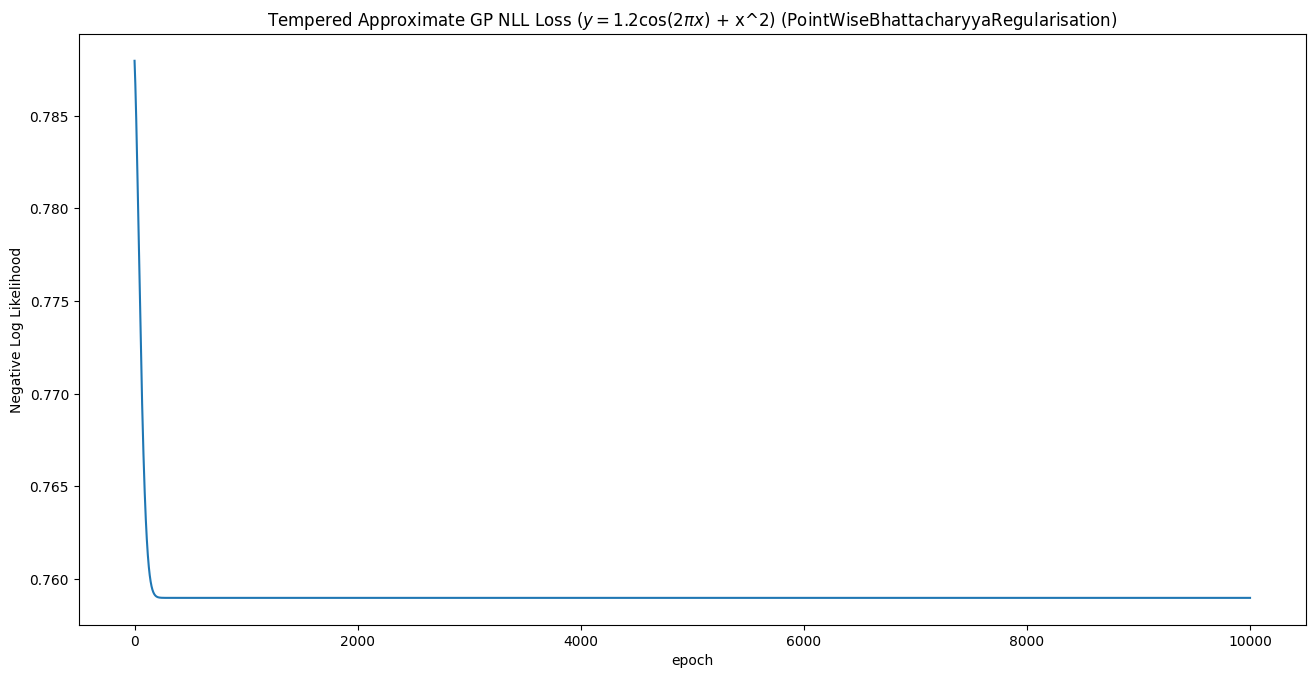 Tempered Approximate GP NLL Loss (y = 1.2cos(2πx) + x^2) (PointWiseBhattacharyyaRegularisation)
Negative Log Likelihood
0.785
0.780
0.775
0.770
0.765
0.760
0 2000 4000 6000 8000 10000
epoch